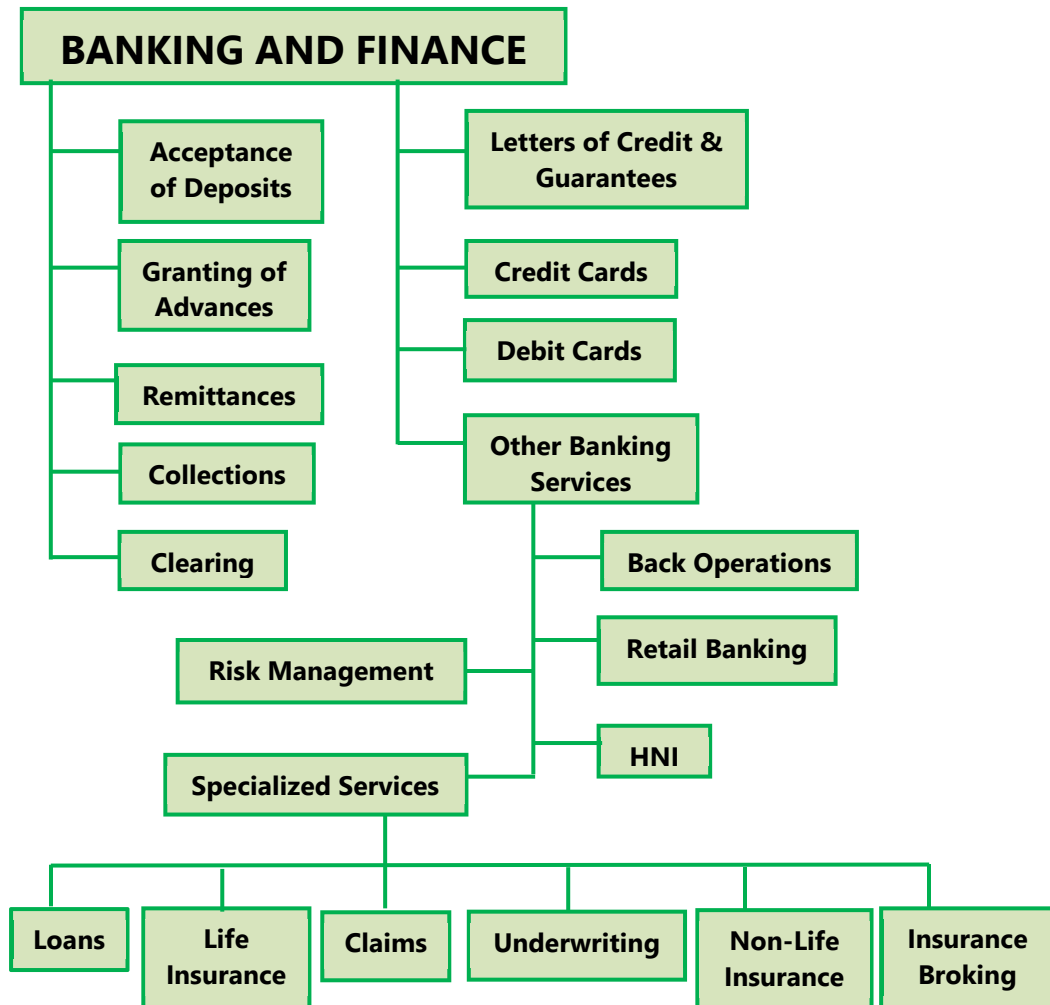 BANKING AND FINANCE
Acceptance
of Deposits
Granting of
Advances
Remittances
Collections
Clearing
Letters of Credit &
Guarantees
Credit Cards
Debit Cards
Other Banking
Services
Back Operations
Retail Banking
HNI
Risk Management
Specialized Services
Loans
Life
Insurance
Claims
Underwriting
Non-Life
Insurance
Insurance
Broking